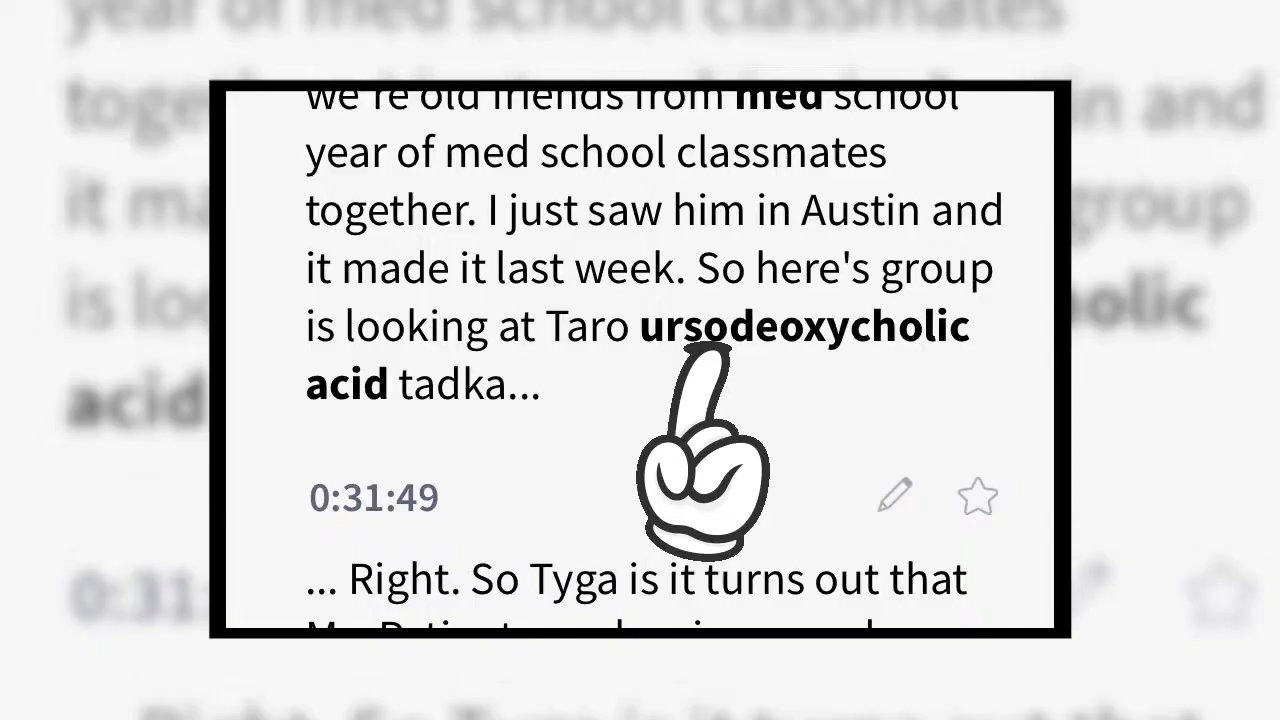 we're old friends from med school
year of med school classmates
together. I just saw him in Austin and
it made it last week. So here's group
is looking at Taro ursodeoxycholic
acid tadka...
0:31:49
... Right. So Tyga is it turns out that